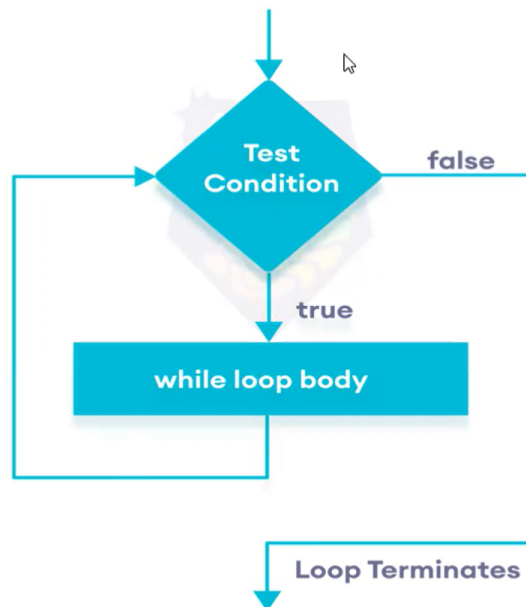 Test
Condition
false
true
while loop body
Loop Terminates